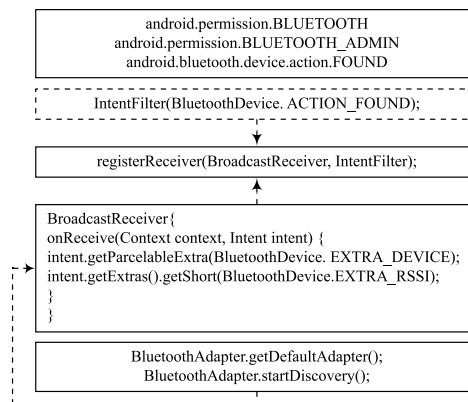 android.permission.BLUETOOTH
android.permission.BLUETOOTH_ADMIN
android.bluetooth.device.action.FOUND
IntentFilter(BluetoothDevice. ACTION_FOUND);
registerReceiver(BroadcastReceiver, IntentFilter);
BroadcastReceiver{
onReceive(Context context, Intent intent) {
intent.getParcelableExtra(BluetoothDevice. EXTRA_DEVICE);
intent.getExtras().getShort(BluetoothDevice.EXTRA_RSSI);
}
}
BluetoothAdapter.getDefaultAdapter();
BluetoothAdapter.startDiscovery();